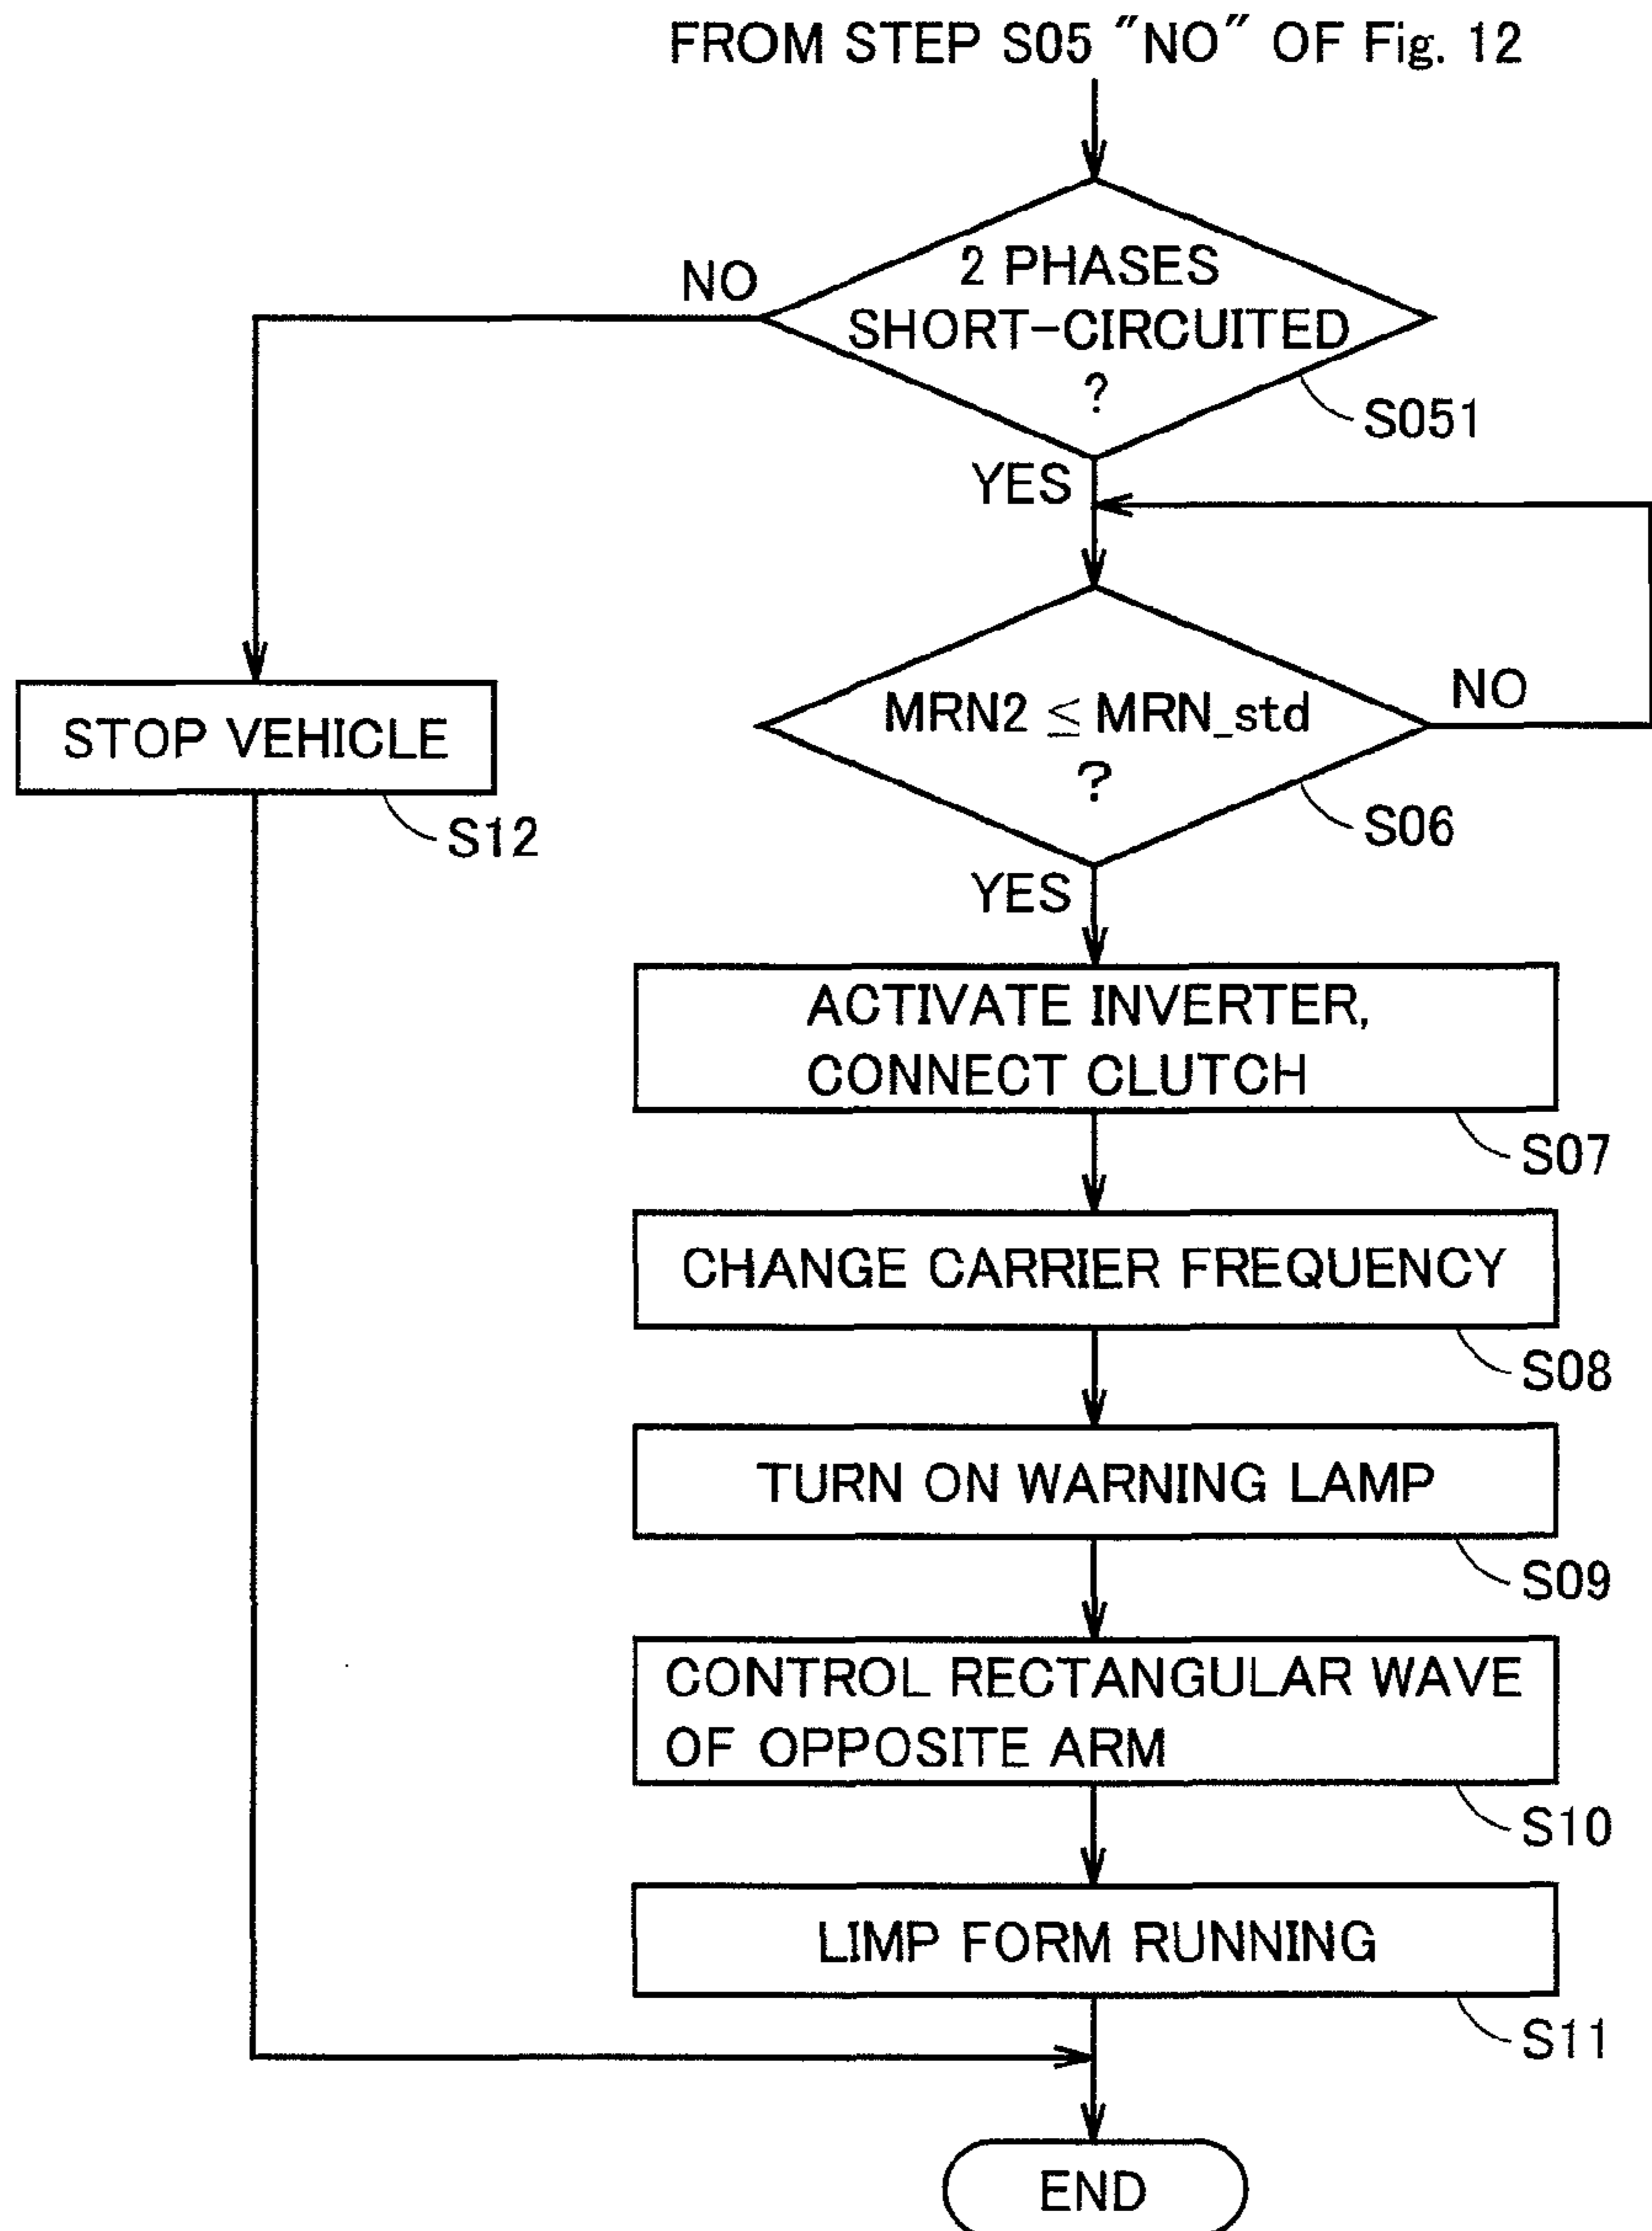 FROM STEP S05 "NO" OF Fig. 12
2 PHASES
SHORT-CIRCUITED
?
NO
S051
YES
MRN2 ≤ MRN_std
?
NO
S06
STOP VEHICLE
S12
YES
ACTIVATE INVERTER,
CONNECT CLUTCH
S07
CHANGE CARRIER FREQUENCY
S08
TURN ON WARNING LAMP
S09
CONTROL RECTANGULAR WAVE
OF OPPOSITE ARM
S10
LIMP FORM RUNNING
S11
END